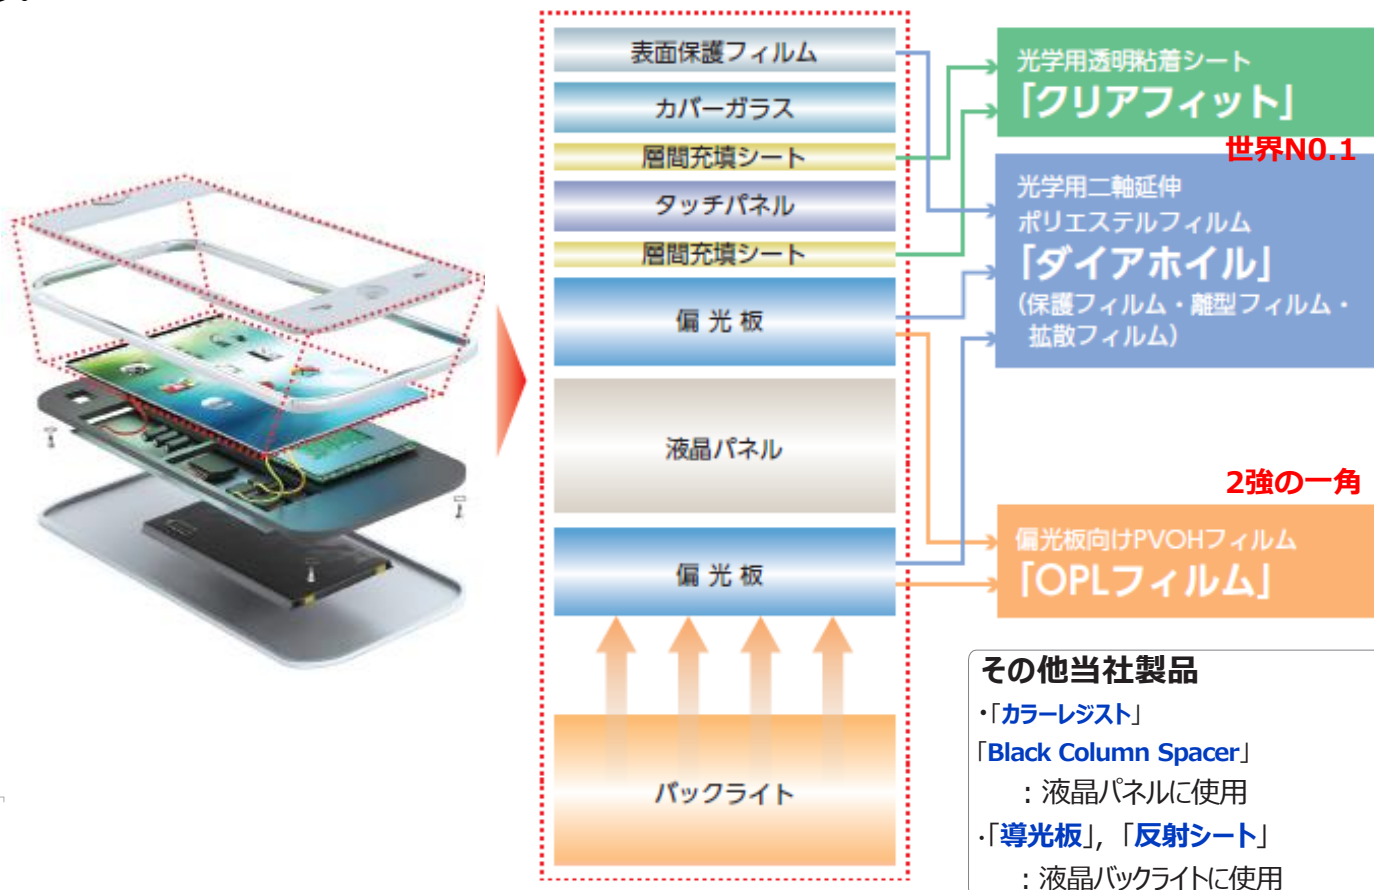 表面保護フィルム
カバーガラス
層間充填シート
タッチパネル
層間充填シート
偏光板
液晶パネル
偏光板
バックライト
光学用透明粘着シート
「クリアフィット」
世界N0.1
光学用二軸延伸
ポリエステルフィルム
「ダイアホイル」
(保護フィルム・離型フィルム・
拡散フィルム)
2強の一角
偏光板向けPVOHフィルム
「OPLフィルム」
その他当社製品
・「カラーレジスト」
「Black Column Spacer」
：液晶パネルに使用
・「導光板」,「反射シート」
：液晶バックライトに使用